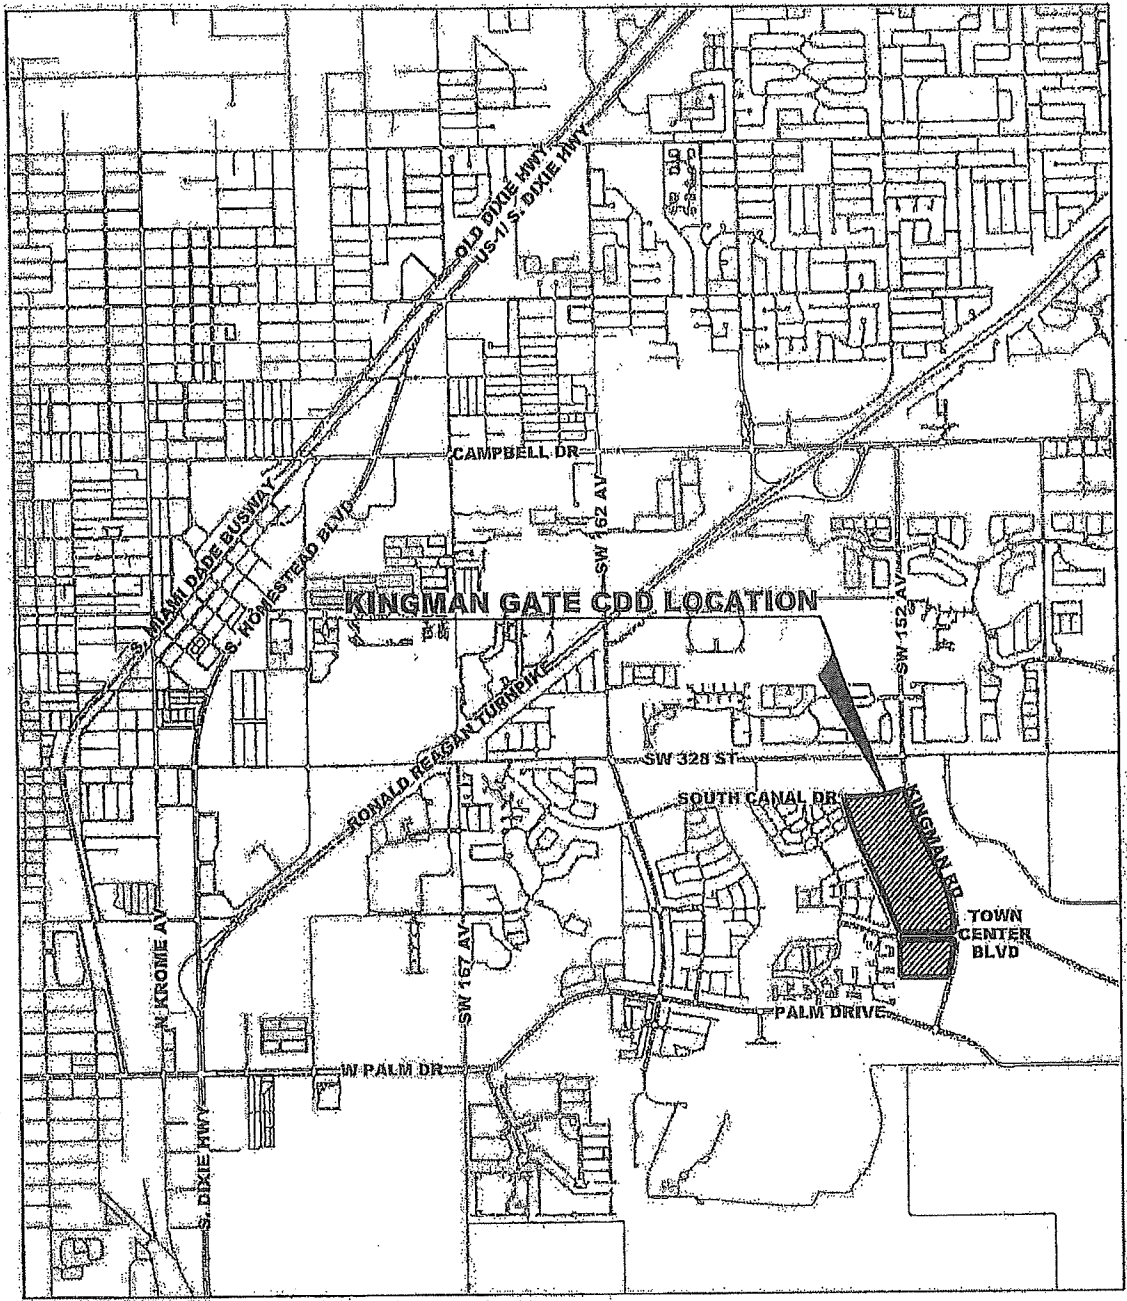 OLD DIXIE HWY
US-1/ S. DIXIE HWY
CAMPBELL DR
SW 162 AV
S. MIAMI DADE BUSWAY
S. HOMESTEAD BLVD
KINGMAN GATE CDD LOCATION
SW 152 AV
RONALD REAGAN TURNPIKE
SW 328 ST
SOUTH CANAL DR
KINGMAN RD
TOWN
CENTER
BLVD
N KROME AV
SW 167 AV
PALM DRIVE
W PALM DR
S. DIXIE HWY